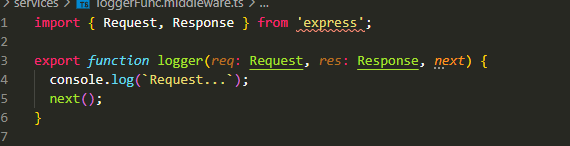 services > TS loggerFunc.middleware.ts > ...
1 import { Request, Response } from 'express';
2
3 export function logger(req: Request, res: Response, next) {
4 console.log(`Request...`);
5 next();
6 }
7